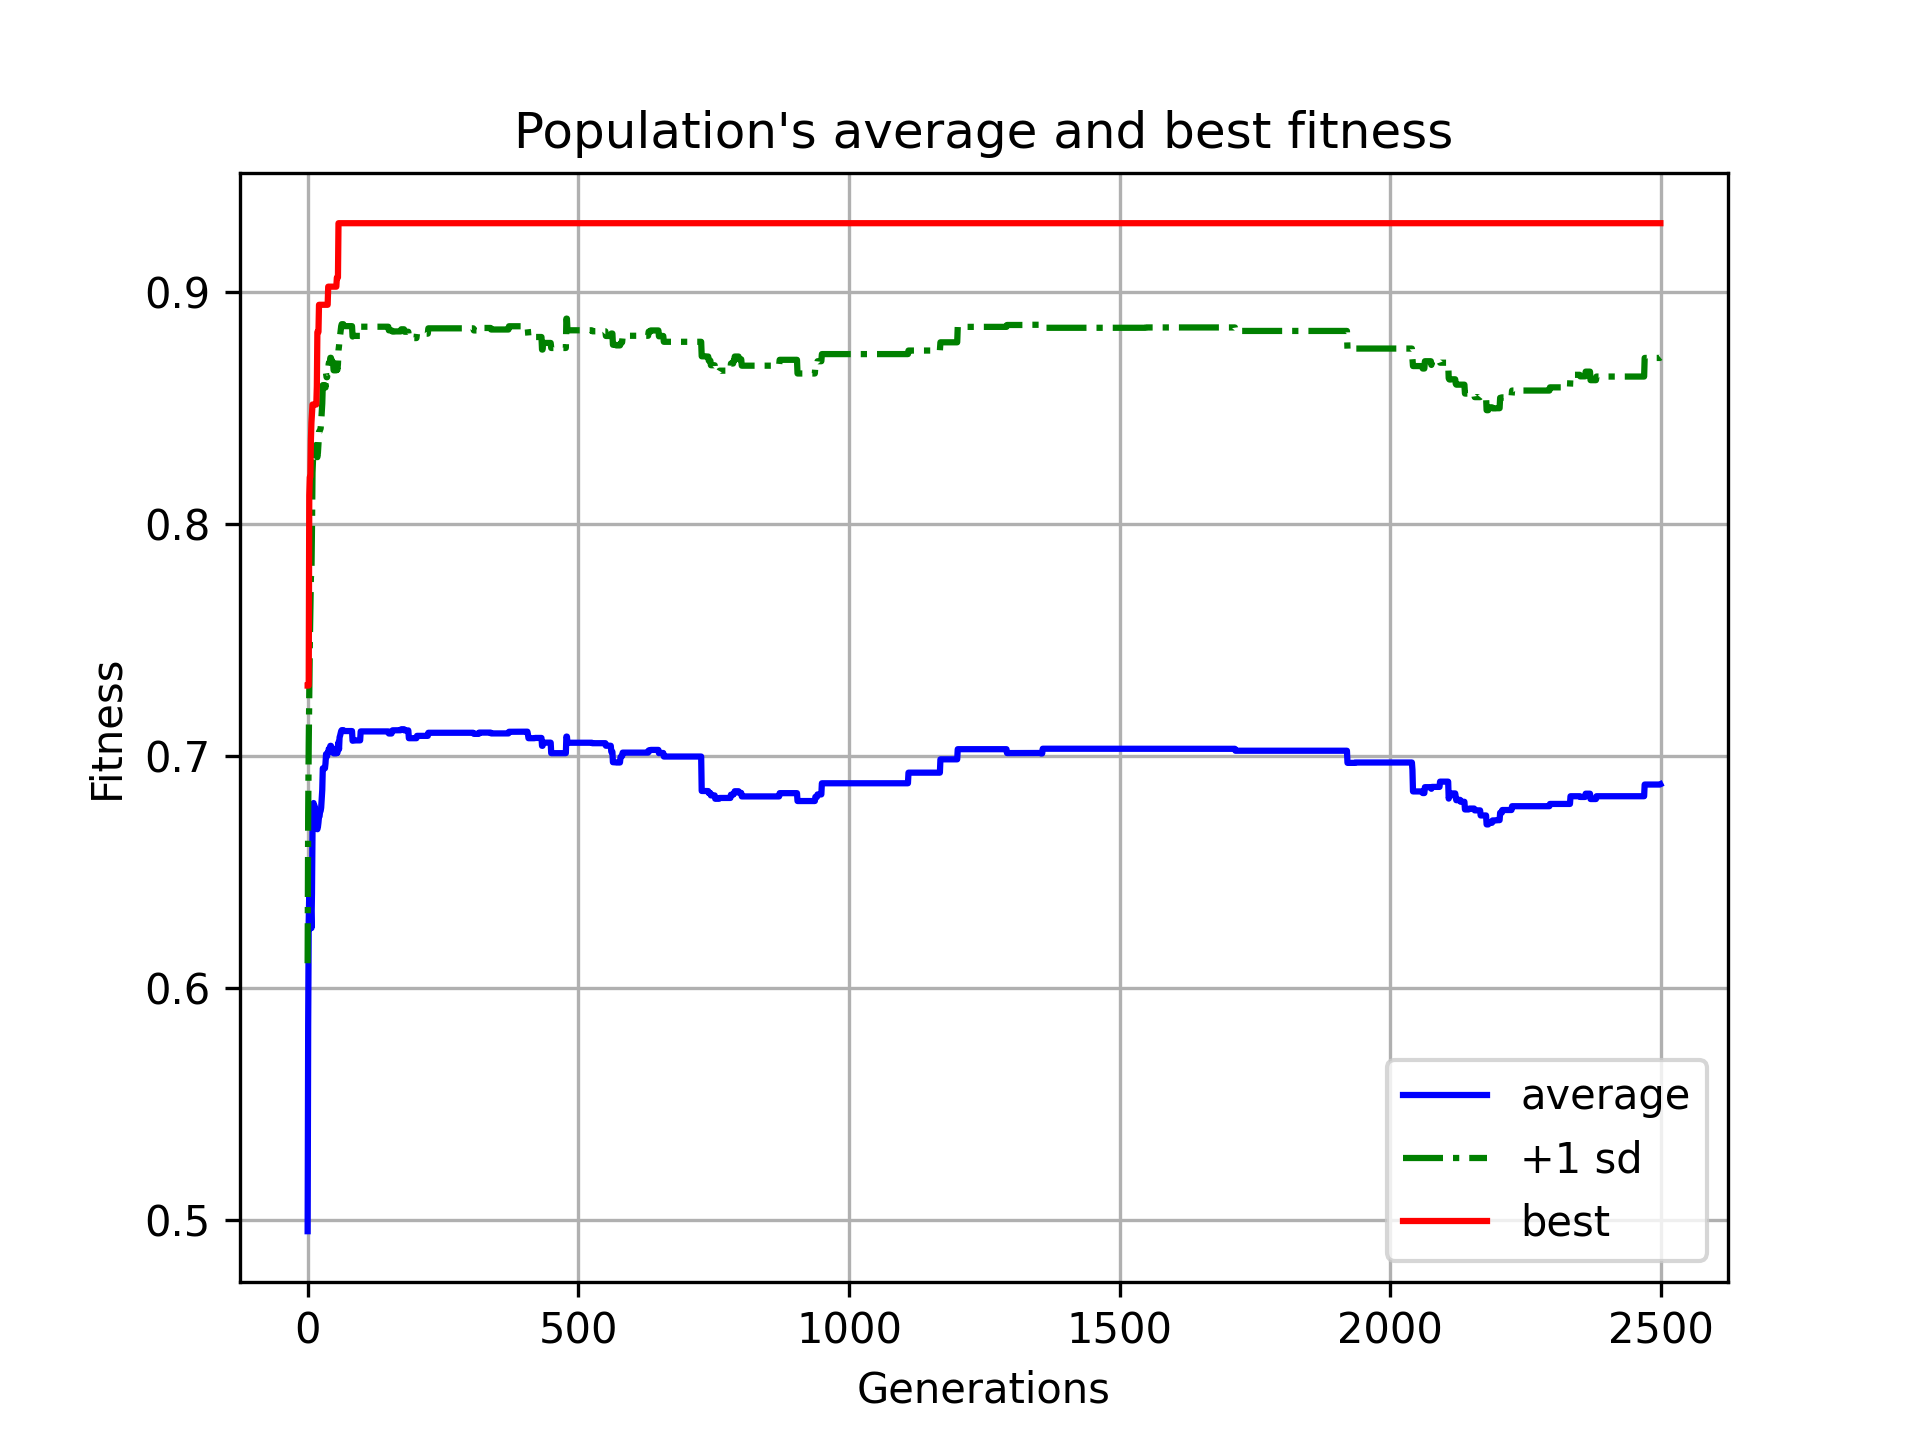 Population's average and best fitness
Fitness
0.9
0.8
0.7
0.6
0.5
0 500 1000 1500 2000 2500
Generations
average
+1 sd
best